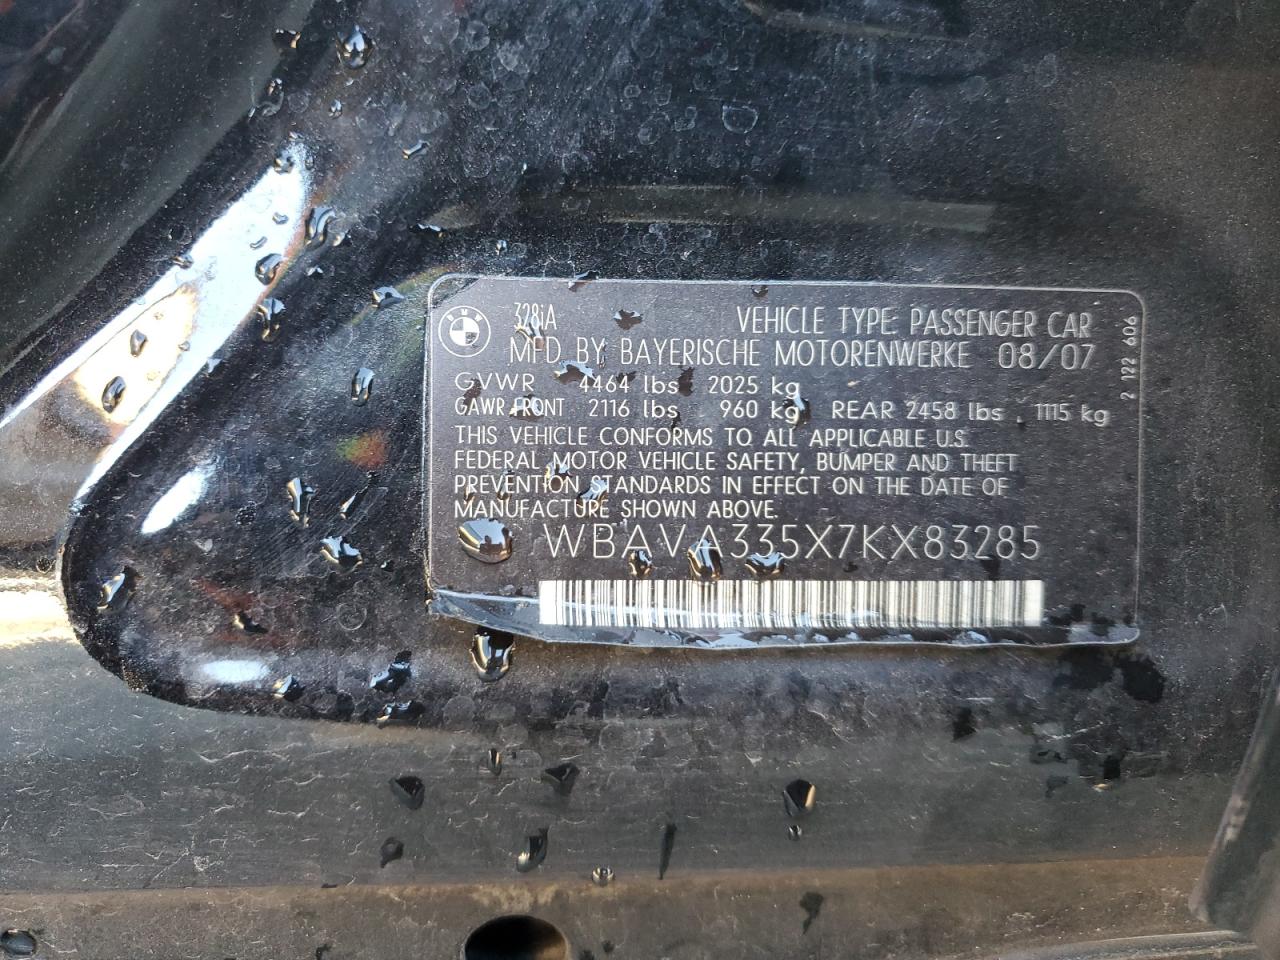 BMW
328iA VEHICLE TYPE: PASSENGER CAR
MFD. BY BAYERISCHE MOTORENWERKE 08/07
GVWR 4464 lbs 2025 kg
GAWR FRONT 2116 lbs 960 kg REAR 2458 lbs 1115 kg
THIS VEHICLE CONFORMS TO ALL APPLICABLE U.S.
FEDERAL MOTOR VEHICLE SAFETY, BUMPER AND THEFT
PREVENTION STANDARDS IN EFFECT ON THE DATE OF
MANUFACTURE SHOWN ABOVE.
WBAVA335X7KX83285
2 122 606